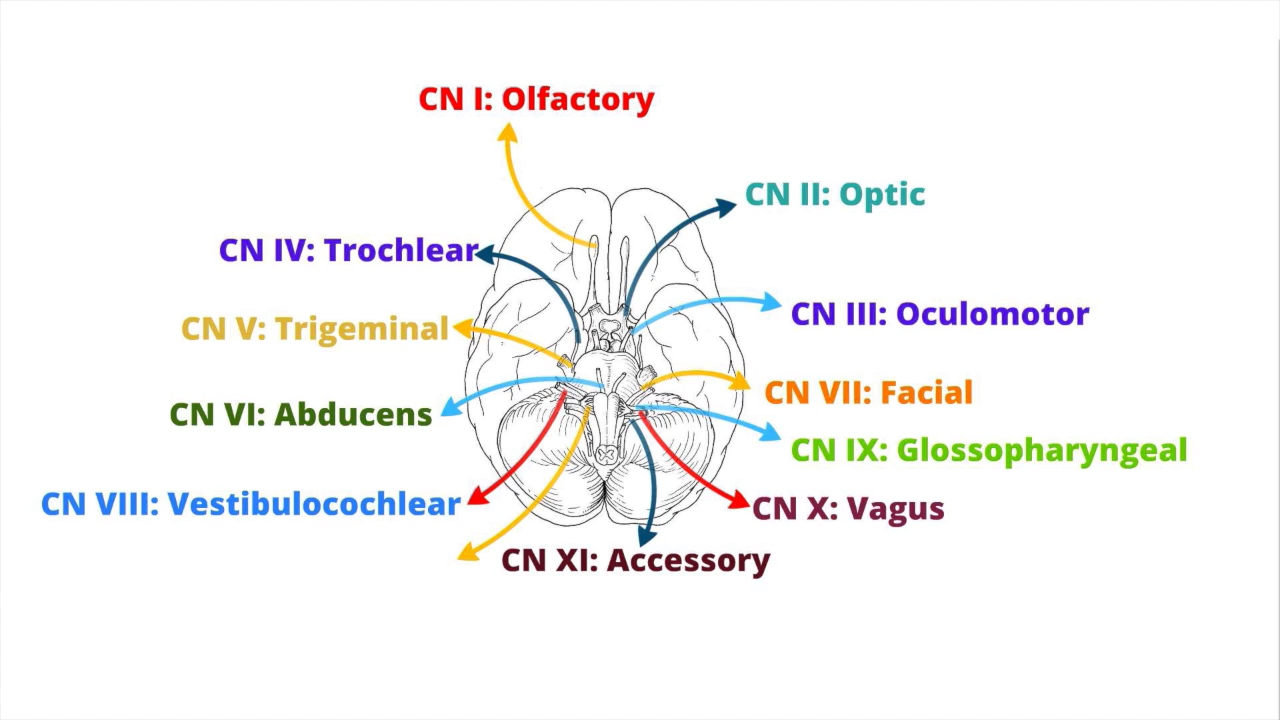 CN I: Olfactory
CN II: Optic
CN IV: Trochlear
CN III: Oculomotor
CN V: Trigeminal
CN VII: Facial
CN VI: Abducens
CN IX: Glossopharyngeal
CN VIII: Vestibulocochlear
CN X: Vagus
CN XI: Accessory